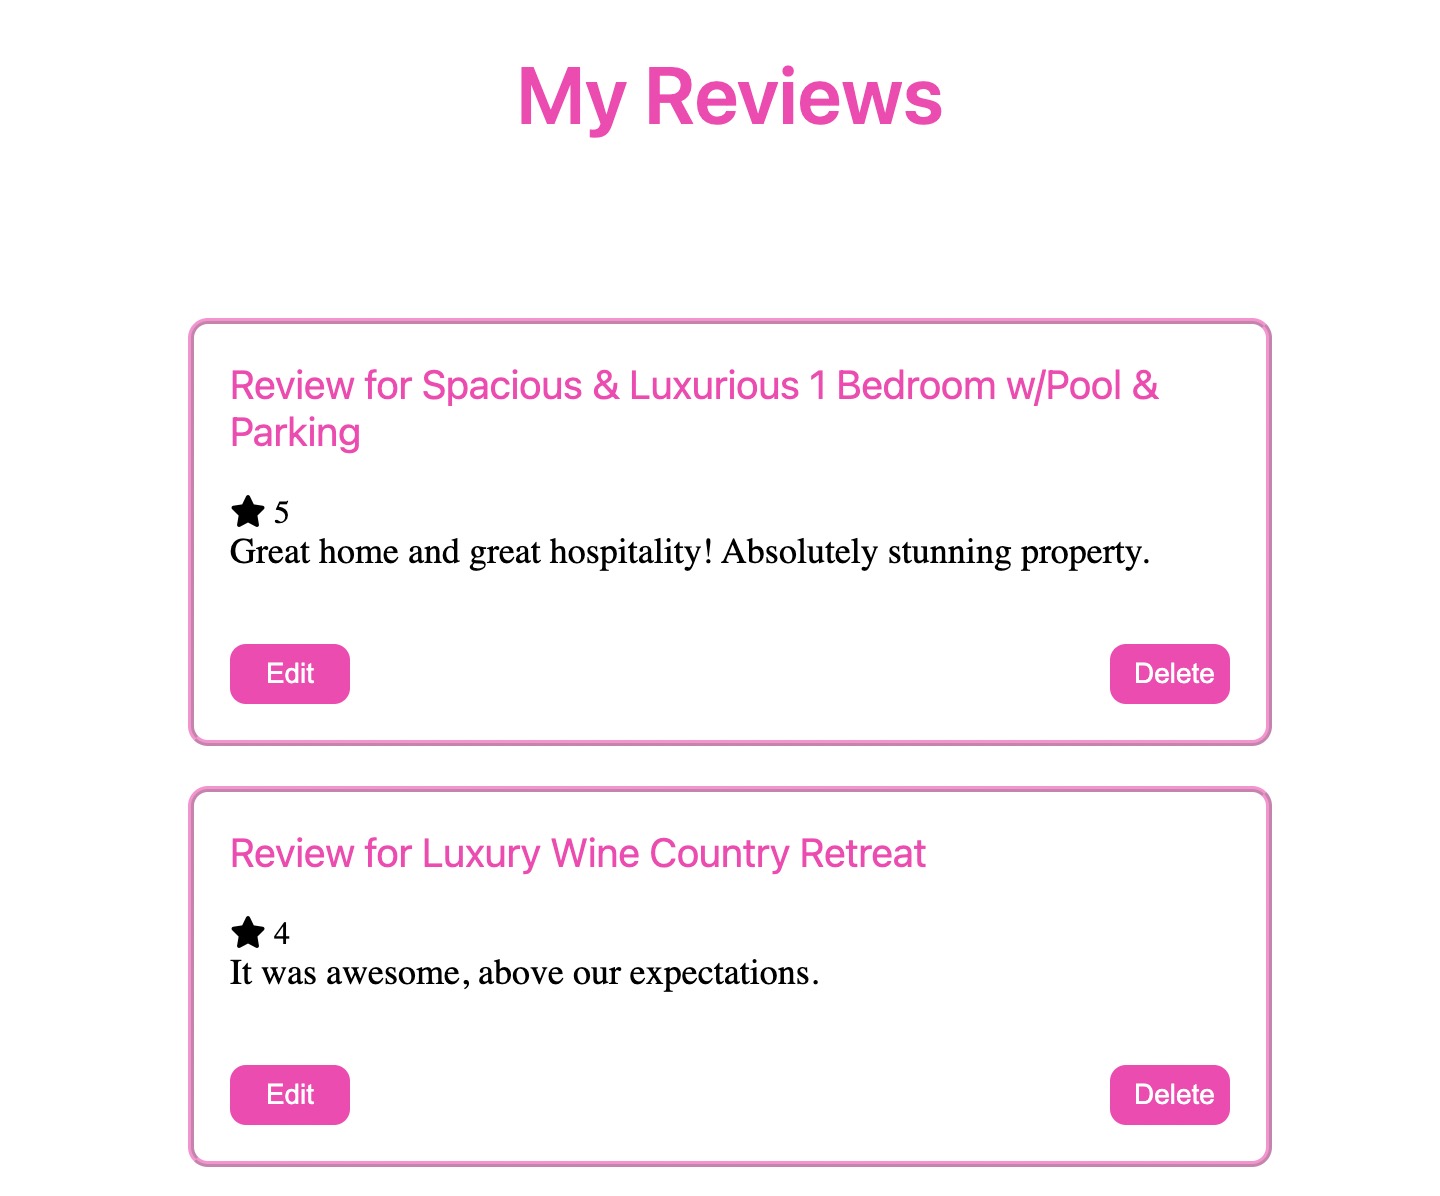 My Reviews
Review for Spacious & Luxurious 1 Bedroom w/Pool &
Parking
5
Great home and great hospitality! Absolutely stunning property.
Edit
Delete
Review for Luxury Wine Country Retreat
4
It was awesome, above our expectations.
Edit
Delete